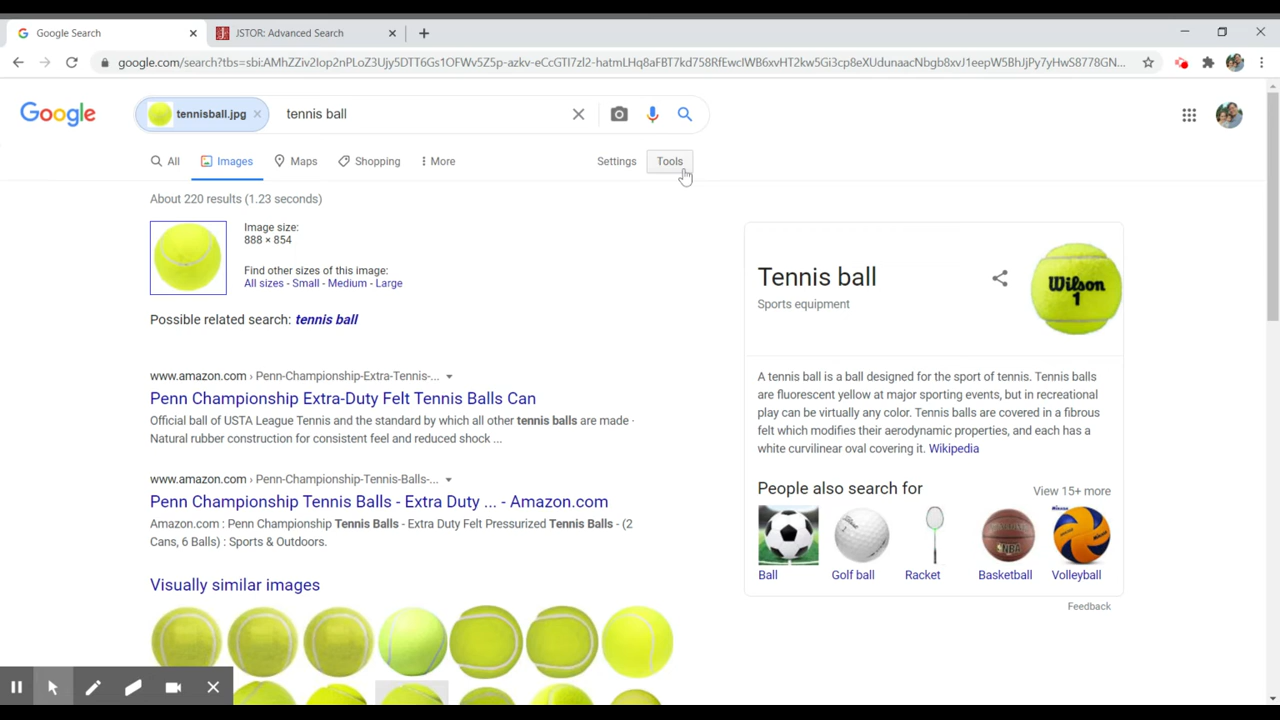 Google Search
JSTOR: Advanced Search
google.com/search?tbs=sbi:AMhZZiv2Iop2nPLoZ3Ujy5DTT6Gs1OFWv5Z5p-azkv-eCcGTI7zl2-hatmLHq8aFBT7kd758RfEwcIWB6xvHT2kw5Gi3cp8eXUdunaacNbgb8xvJ1eepW5BhJjPy7yHwS8778GN...
Google
tennisball.jpg
tennis ball
All
Images
Maps
Shopping
More
Settings
Tools
About 220 results (1.23 seconds)
Image size:
888 × 854
Find other sizes of this image:
All sizes - Small - Medium - Large
Possible related search: tennis ball
www.amazon.com › Penn-Championship-Extra-Tennis-...
Penn Championship Extra-Duty Felt Tennis Balls Can
Official ball of USTA League Tennis and the standard by which all other tennis balls are made ·
Natural rubber construction for consistent feel and reduced shock ...
www.amazon.com › Penn-Championship-Tennis-Balls-...
Penn Championship Tennis Balls - Extra Duty ... - Amazon.com
Amazon.com : Penn Championship Tennis Balls - Extra Duty Felt Pressurized Tennis Balls - (2
Cans, 6 Balls) : Sports & Outdoors.
Visually similar images
Tennis ball
Sports equipment
Wilson
1
A tennis ball is a ball designed for the sport of tennis. Tennis balls
are fluorescent yellow at major sporting events, but in recreational
play can be virtually any color. Tennis balls are covered in a fibrous
felt which modifies their aerodynamic properties, and each has a
white curvilinear oval covering it. Wikipedia
People also search for
View 15+ more
Ball
Golf ball
Racket
Basketball
Volleyball
Feedback